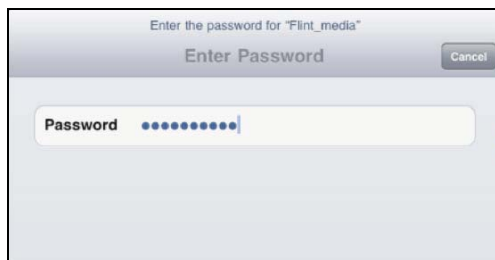 Enter the password for "Flint_media"
Enter Password
Cancel
Password ••••••••••